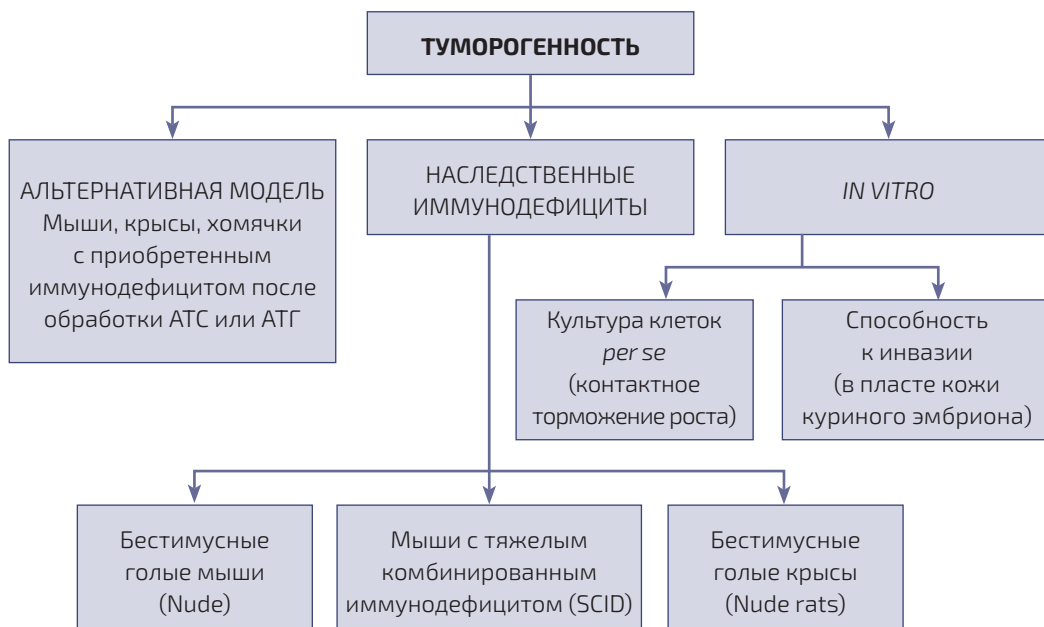 ТУМОРОГЕННОСТЬ
АЛЬТЕРНАТИВНАЯ МОДЕЛЬ
Мыши, крысы, хомячки
с приобретенным
иммунодефицитом после
обработки АТС или АТГ
НАСЛЕДСТВЕННЫЕ
ИММУНОДЕФИЦИТЫ
IN VITRO
Культура клеток
per se
(контактное
торможение роста)
Способность
к инвазии
(в пласте кожи
куриного эмбриона)
Бестимусные
голые мыши
(Nude)
Мыши с тяжелым
комбинированным
иммунодефицитом (SCID)
Бестимусные
голые крысы
(Nude rats)